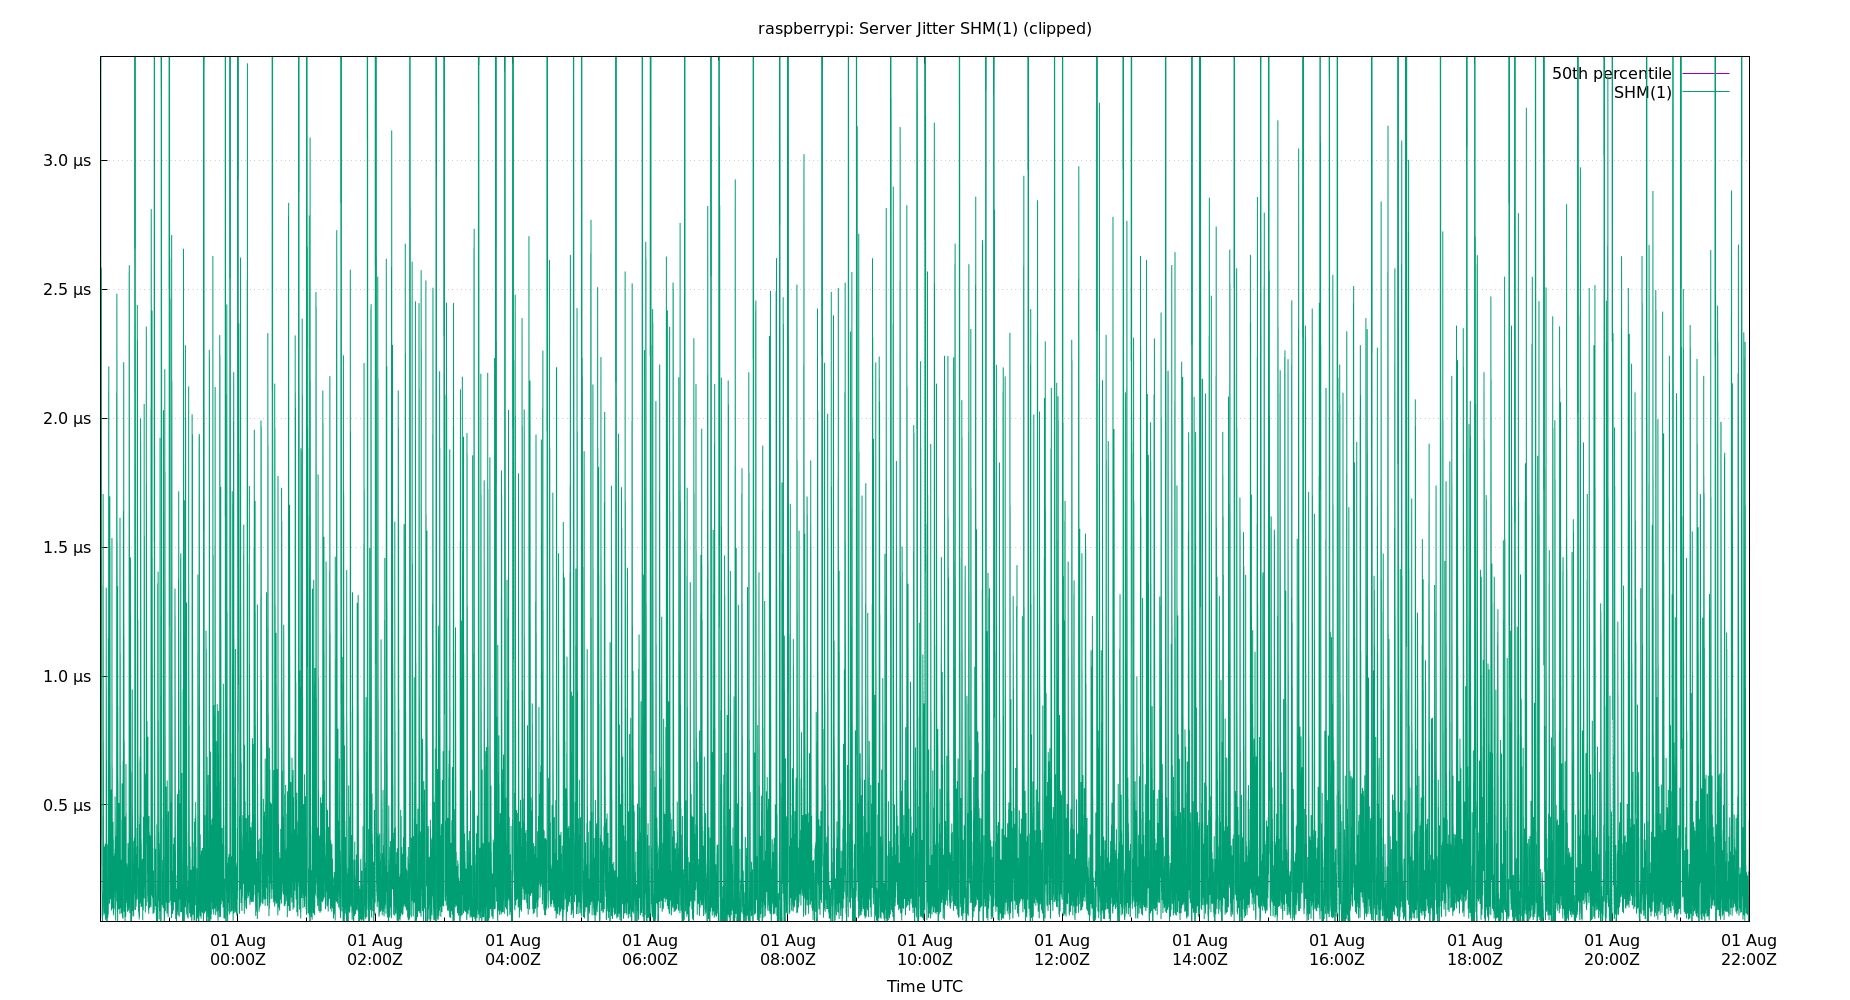 raspberrypi: Server Jitter SHM(1) (clipped)
50th percentile
SHM(1)
3.0 µs
2.5 µs
2.0 µs
1.5 µs
1.0 µs
0.5 µs
01 Aug 01 Aug 01 Aug 01 Aug 01 Aug 01 Aug 01 Aug 01 Aug 01 Aug 01 Aug 01 Aug 01 Aug
00:00Z 02:00Z 04:00Z 06:00Z 08:00Z 10:00Z 12:00Z 14:00Z 16:00Z 18:00Z 20:00Z 22:00Z
Time UTC